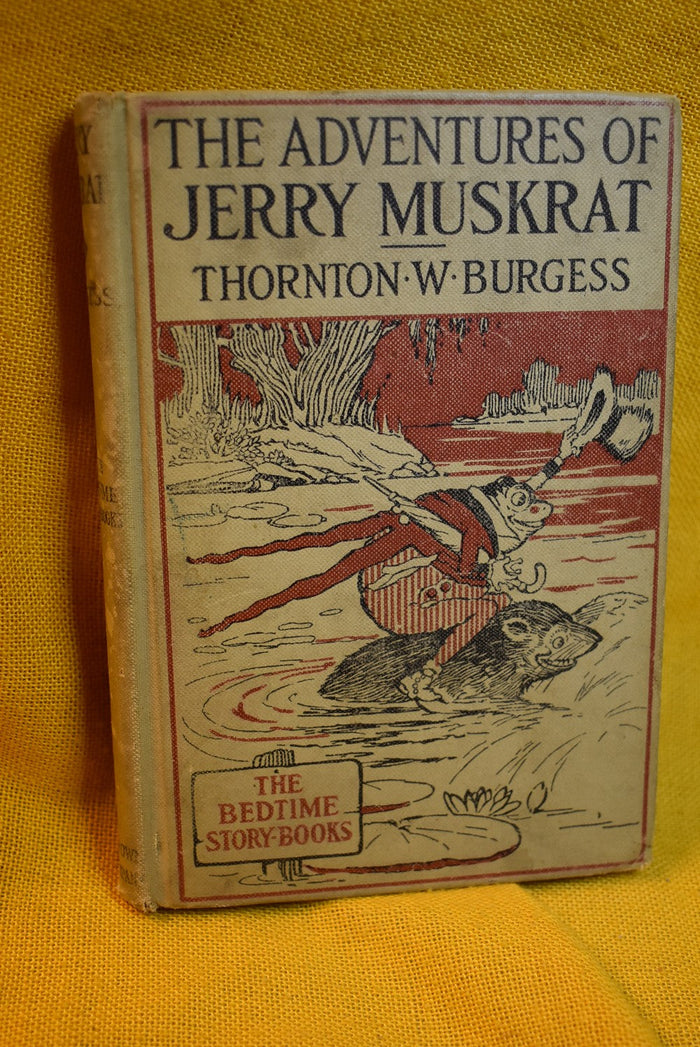 THE ADVENTURES OF
JERRY MUSKRAT
THORNTON·W·BURGESS
THE
BEDTIME
STORY-BOOKS